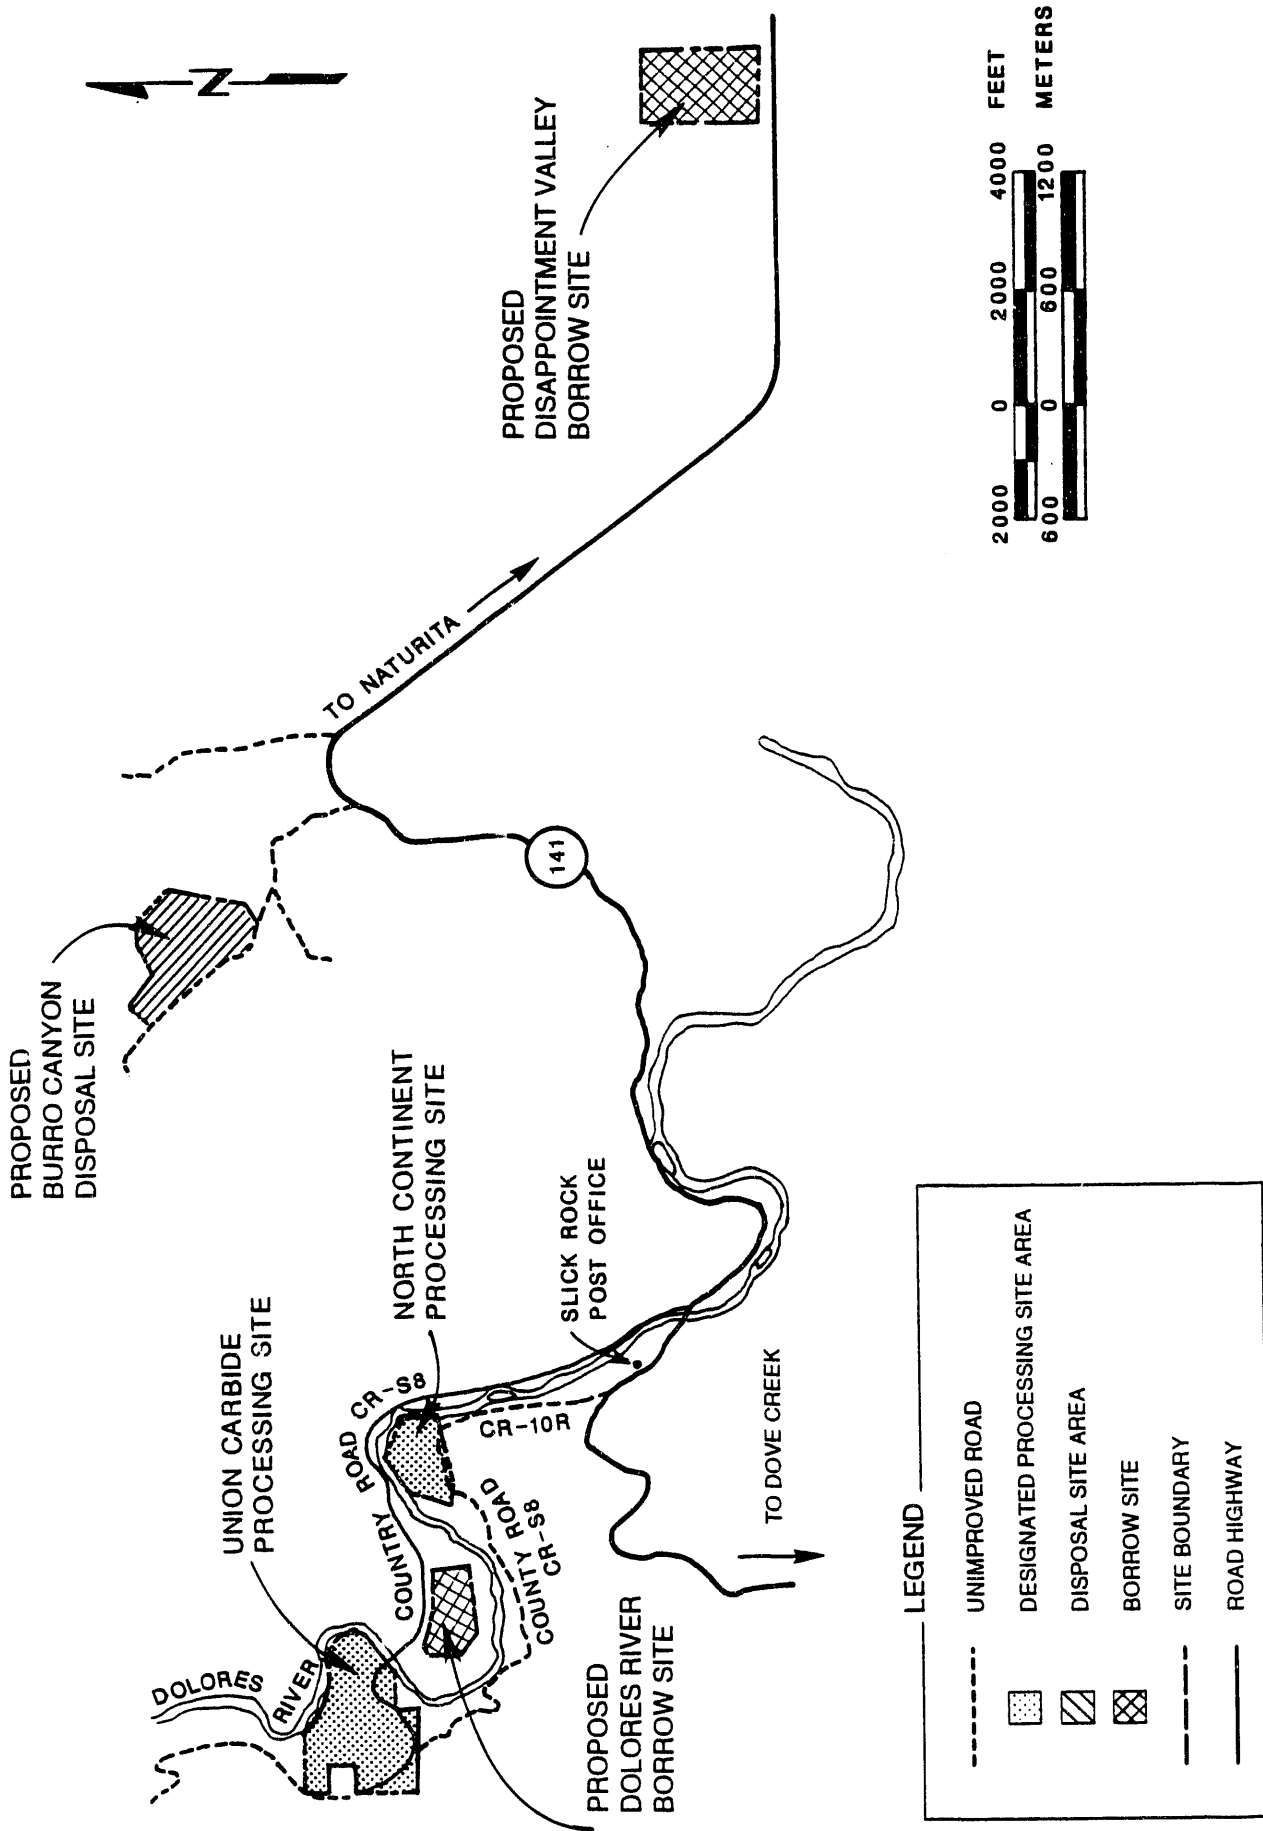 PROPOSED
BURRO CANYON
DISPOSAL SITE
N
UNION CARBIDE
PROCESSING SITE
NORTH CONTINENT
PROCESSING SITE
DOLORES
RIVER
COUNTRY ROAD CR-S8
COUNTY ROAD
CR-S8
CR-10R
SLICK ROCK
POST OFFICE
PROPOSED
DOLORES RIVER
BORROW SITE
TO DOVE CREEK
141
TO NATURITA
PROPOSED
DISAPPOINTMENT VALLEY
BORROW SITE
LEGEND
UNIMPROVED ROAD
DESIGNATED PROCESSING SITE AREA
DISPOSAL SITE AREA
BORROW SITE
SITE BOUNDARY
ROAD HIGHWAY
2000 0 2000 4000 FEET
600 0 600 1200 METERS